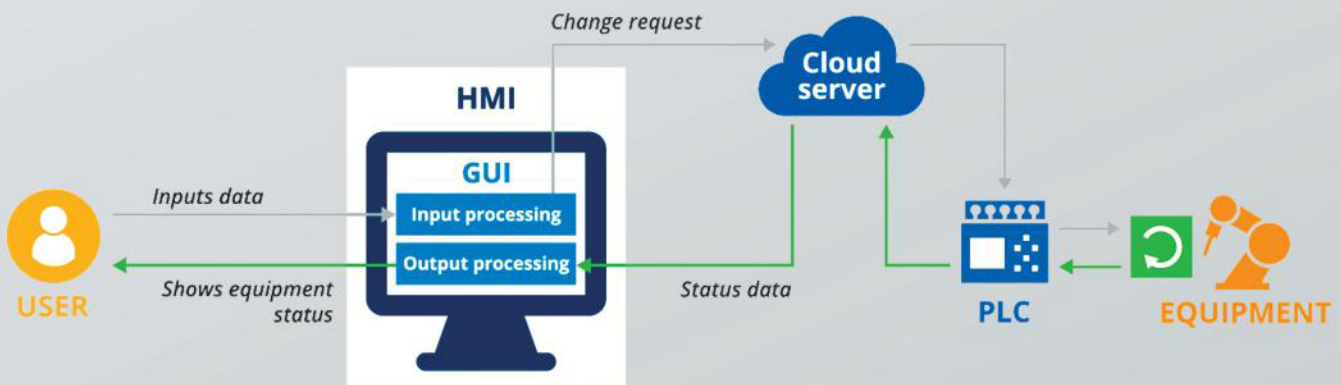 Change request
Cloud
server
HMI
GUI
Inputs data
Input processing
Output processing
Shows equipment
status
Status data
USER
PLC
EQUIPMENT